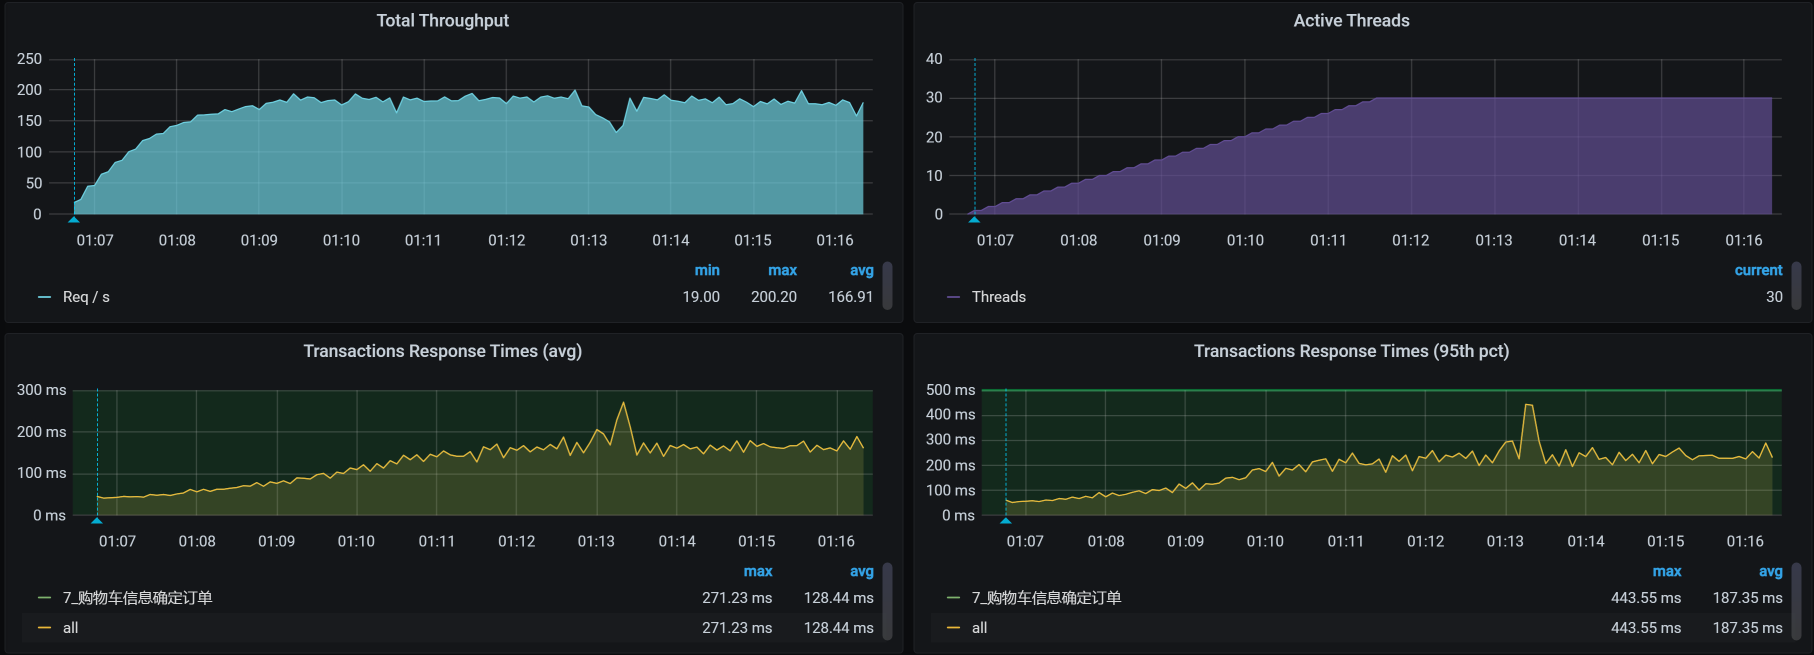 Total Throughput
250
200
150
100
50
0
01:07 01:08 01:09 01:10 01:11 01:12 01:13 01:14 01:15 01:16
min max avg
Req / s 19.00 200.20 166.91
Active Threads
40
30
20
10
0
01:07 01:08 01:09 01:10 01:11 01:12 01:13 01:14 01:15 01:16
current
Threads 30
Transactions Response Times (avg)
300 ms
200 ms
100 ms
0 ms
01:07 01:08 01:09 01:10 01:11 01:12 01:13 01:14 01:15 01:16
max avg
7_购物车信息确定订单 271.23 ms 128.44 ms
all 271.23 ms 128.44 ms
Transactions Response Times (95th pct)
500 ms
400 ms
300 ms
200 ms
100 ms
0 ms
01:07 01:08 01:09 01:10 01:11 01:12 01:13 01:14 01:15 01:16
max avg
7_购物车信息确定订单 443.55 ms 187.35 ms
all 443.55 ms 187.35 ms